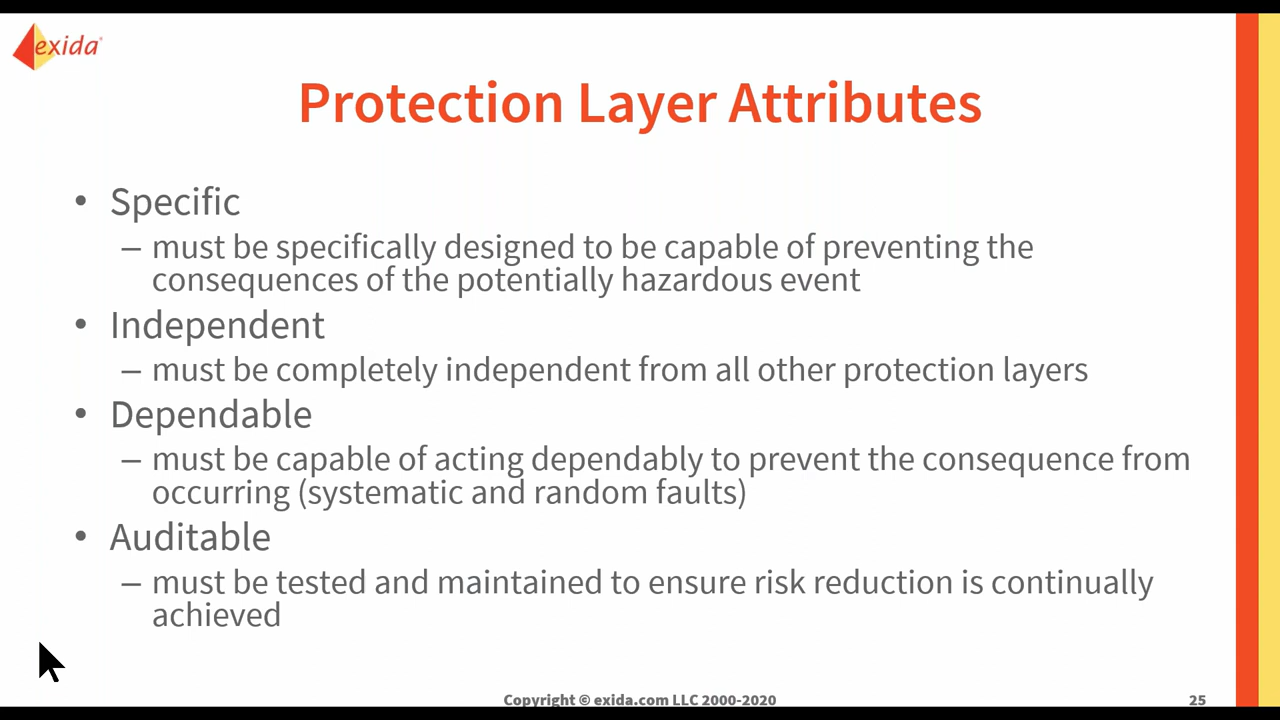 exida
Protection Layer Attributes
• Specific
– must be specifically designed to be capable of preventing the
consequences of the potentially hazardous event
• Independent
– must be completely independent from all other protection layers
• Dependable
– must be capable of acting dependably to prevent the consequence from
occurring (systematic and random faults)
• Auditable
– must be tested and maintained to ensure risk reduction is continually
achieved
Copyright © exida.com LLC 2000-2020
25